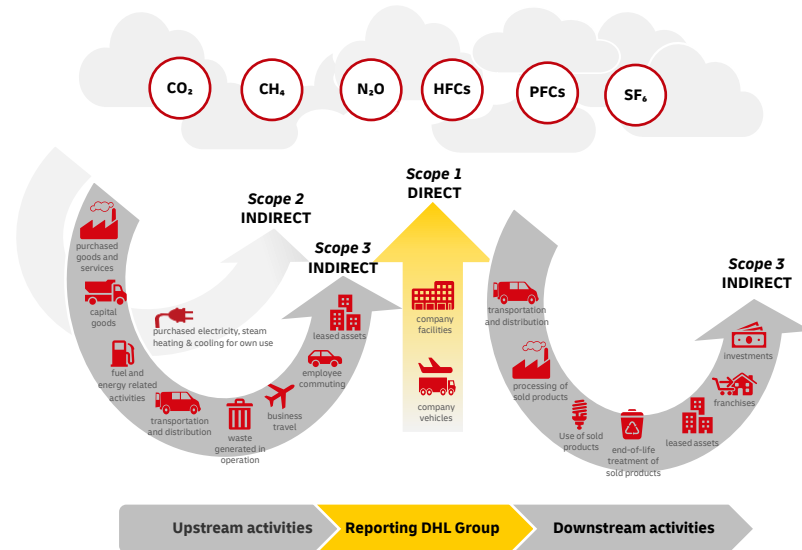 CO₂
CH₄
N₂O
HFCs
PFCs
SF₆
Scope 2
INDIRECT
Scope 3
INDIRECT
Scope 1
DIRECT
Scope 3
INDIRECT
purchased
goods and
services
capital
goods
fuel and
energy related
activities
transportation
and distribution
waste
generated in
operation
business
travel
employee
commuting
leased assets
purchased electricity, steam
heating & cooling for own use
company
facilities
company
vehicles
transportation
and distribution
processing of
sold products
Use of sold
products
end-of-life
treatment of
sold products
leased assets
franchises
investments
Upstream activities
Reporting DHL Group
Downstream activities